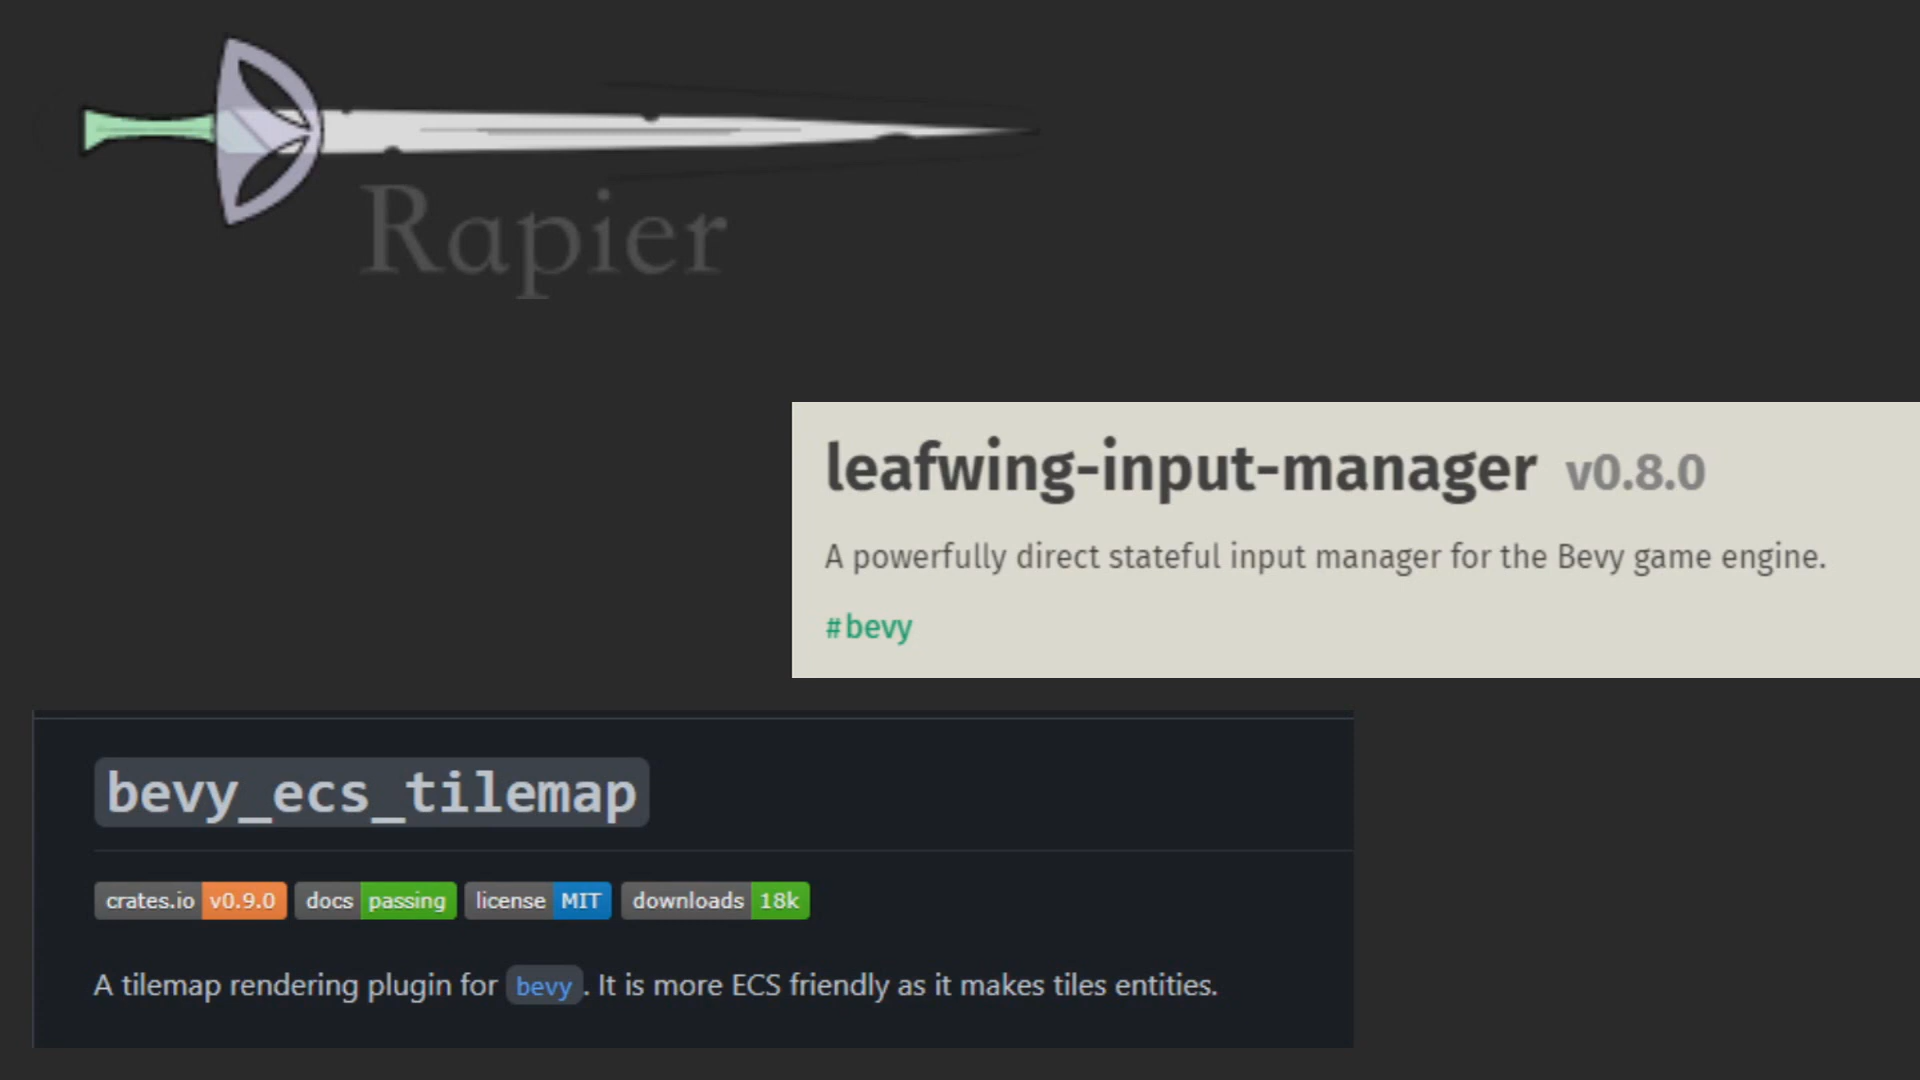 Rapier
leafwing-input-manager v0.8.0
A powerfully direct stateful input manager for the Bevy game engine.
#bevy
bevy_ecs_tilemap
crates.io v0.9.0 docs passing license MIT downloads 18k
A tilemap rendering plugin for bevy. It is more ECS friendly as it makes tiles entities.